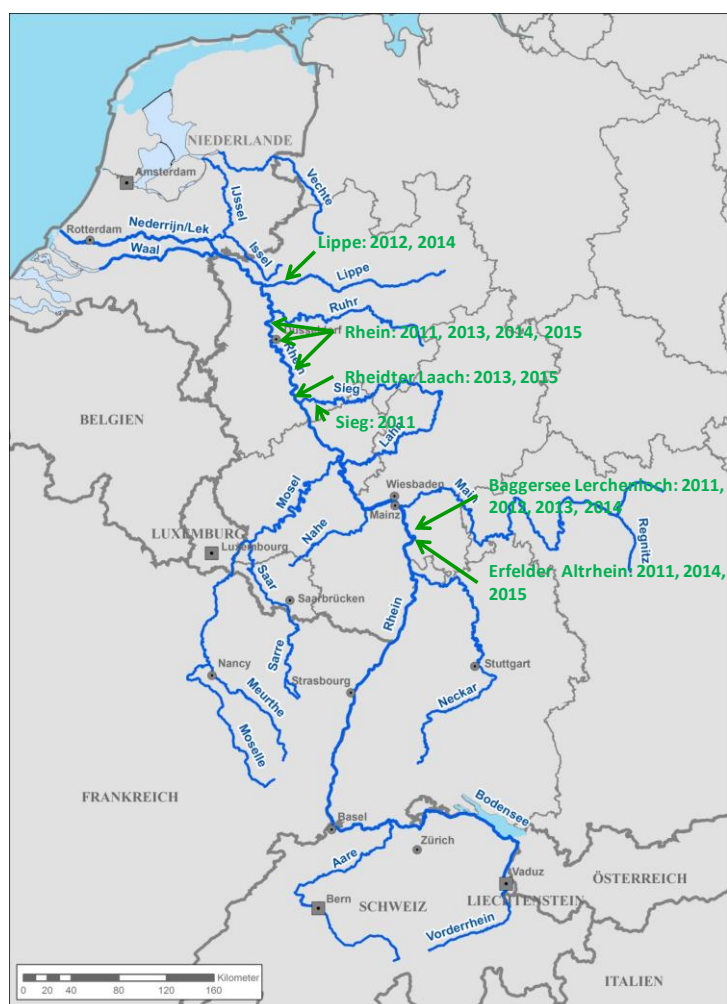 NIEDERLANDE
Amsterdam
Vechte
IJssel
Rotterdam
Nederrijn/Lek
Waal
Issel
Lippe: 2012, 2014
Lippe
Ruhr
Rhein: 2011, 2013, 2014, 2015
Düsseldorf
Rhein
Rheidter Laach: 2013, 2015
Sieg
Sieg: 2011
BELGIEN
Lahn
Mosel
Wiesbaden
Main
Baggersee Lerchenloch: 2011,
2012, 2013, 2014
Mainz
Regnitz
LUXEMBURG
Luxembourg
Nahe
Erfelder Altrhein: 2011, 2014,
2015
Saar
Saarbrücken
Rhein
Sarre
Nancy
Stuttgart
Strasbourg
Meurthe
Neckar
Moselle
FRANKREICH
Bodensee
Basel
Zürich
Aare
Vaduz
ÖSTERREICH
LIECHTENSTEIN
Bern
SCHWEIZ
Vorderrhein
Kilometer
0 20 40 80 120 160
ITALIEN